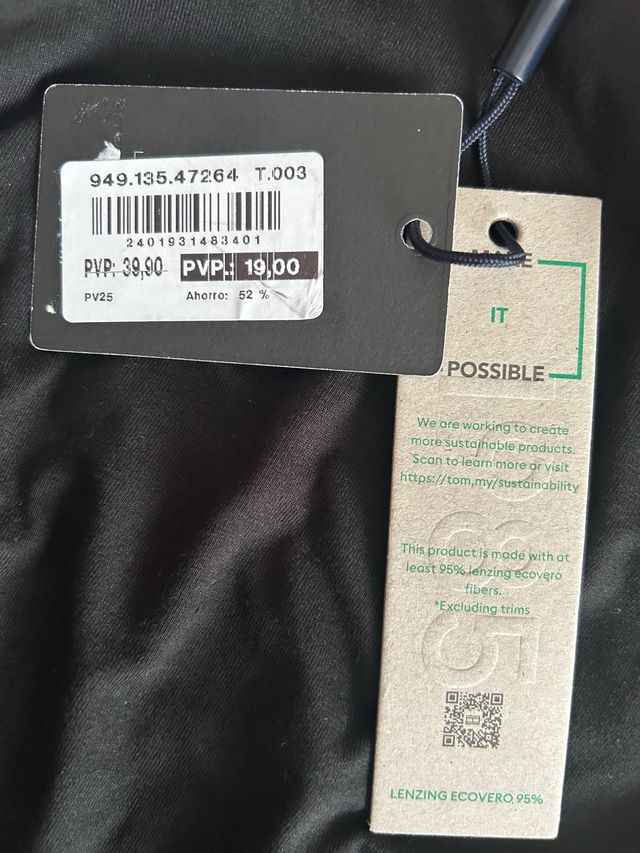 949.135.47264 T.003
2401931483401
PVP: 39,90 PVP.: 19,00
PV25 Ahorro: 52 %
IT
POSSIBLE
We are working to create
more sustainable products.
Scan to learn more or visit
https://tom.my/sustainability
This product is made with at
least 95% lenzing ecovero
fibers.
*Excluding trims
LENZING ECOVERO 95%